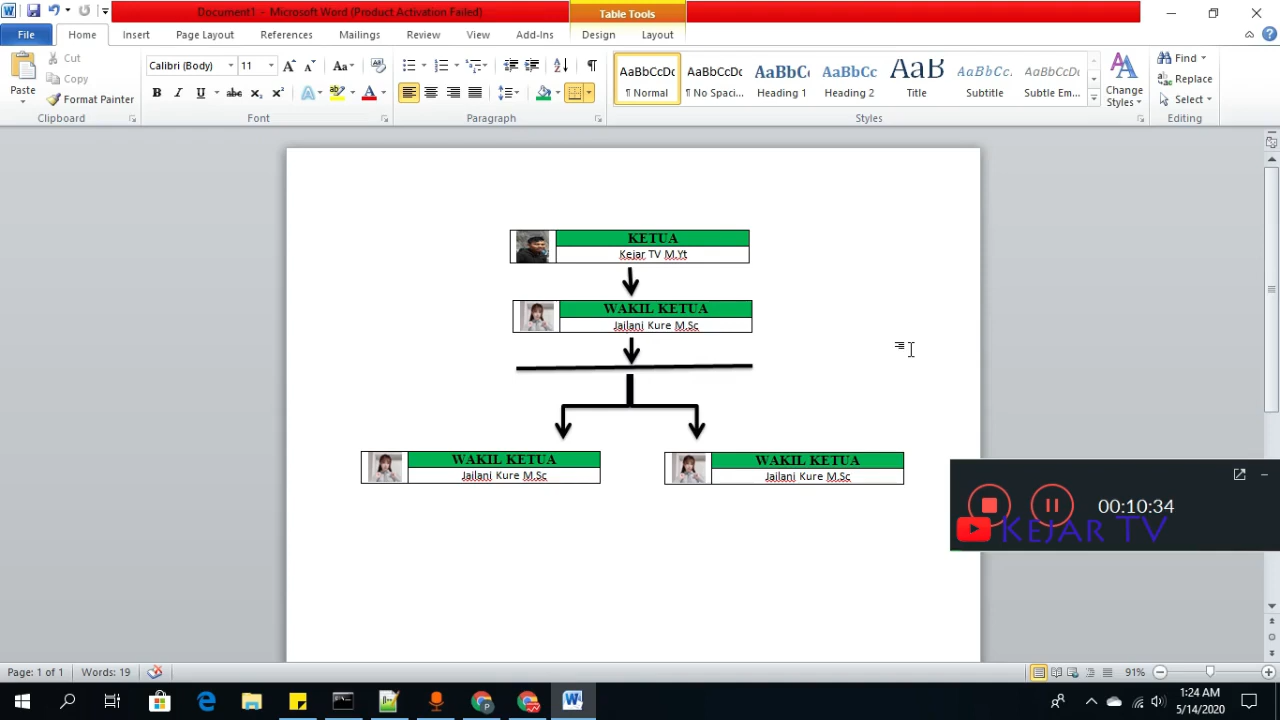 Document1 - Microsoft Word (Product Activation Failed)
Table Tools
File Home Insert Page Layout References Mailings Review View Add-Ins Design Layout
Paste
Cut
Copy
Format Painter
Clipboard
Calibri (Body) 11
Font
Paragraph
AaBbCcDc AaBbCcDc AaBbCc AaBbCc AaB AaBbCc. AaBbCcDc
¶ Normal ¶ No Spaci... Heading 1 Heading 2 Title Subtitle Subtle Em...
Styles
Change
Styles
Find
Replace
Select
Editing
KETUA
Kejar TV M.Yt
WAKIL KETUA
Jailani Kure M.Sc
WAKIL KETUA
Jailani Kure M.Sc
WAKIL KETUA
Jailani Kure M.Sc
00:10:34
KEJAR TV
Page: 1 of 1 Words: 19 91%
1:24 AM
5/14/2020